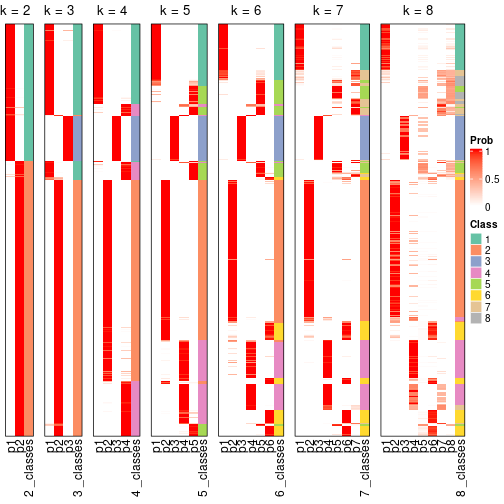 k = 2 k = 3 k = 4 k = 5 k = 6 k = 7 k = 8
Prob
1
0.5
0
Class
1
2
3
4
5
6
7
8
p1 p2 2_classes
p1 p2 p3 3_classes
p1 p2 p3 p4 4_classes
p1 p2 p3 p4 p5 5_classes
p1 p2 p3 p4 p5 p6 6_classes
p1 p2 p3 p4 p5 p6 p7 7_classes
p1 p2 p3 p4 p5 p6 p7 p8 8_classes